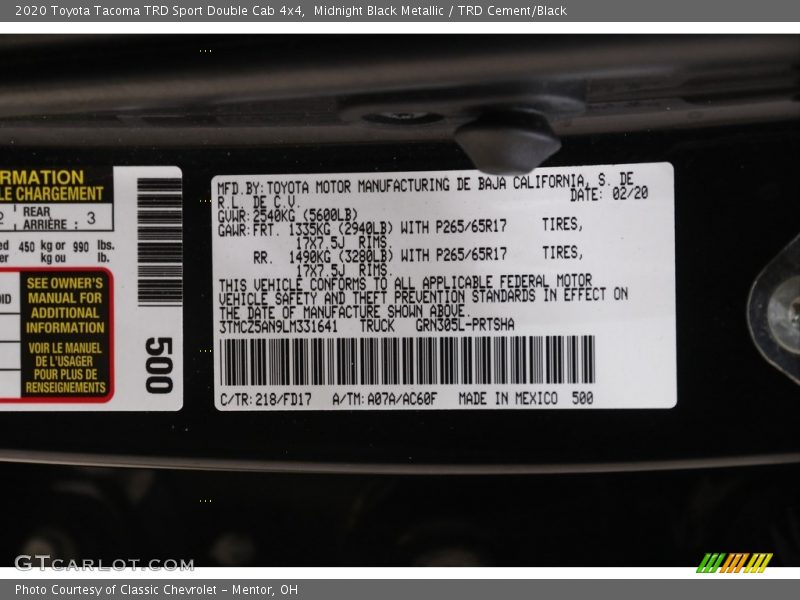 2020 Toyota Tacoma TRD Sport Double Cab 4x4, Midnight Black Metallic / TRD Cement/Black
RMATION
LE CHARGEMENT
2 REAR ARRIÈRE : 3
450 kg or 990 lbs.
kg ou lb.
OID
SEE OWNER'S
MANUAL FOR
ADDITIONAL
INFORMATION
VOIR LE MANUEL
DE L'USAGER
POUR PLUS DE
RENSEIGNEMENTS
500
MFD.BY:TOYOTA MOTOR MANUFACTURING DE BAJA CALIFORNIA, S. DE
R.L. DE C.V. DATE: 02/20
GVWR:2540KG (5600LB)
GAWR:FRT. 1335KG (2940LB) WITH P265/65R17 TIRES,
17X7.5J RIMS.
RR. 1490KG (3280LB) WITH P265/65R17 TIRES,
17X7.5J RIMS.
THIS VEHICLE CONFORMS TO ALL APPLICABLE FEDERAL MOTOR
VEHICLE SAFETY AND THEFT PREVENTION STANDARDS IN EFFECT ON
THE DATE OF MANUFACTURE SHOWN ABOVE.
3TMCZ5AN9LM331641 TRUCK GRN305L-PRTSHA
C/TR:218/FD17 A/TM:A07A/AC60F MADE IN MEXICO 500
GTCARLOT.COM
Photo Courtesy of Classic Chevrolet - Mentor, OH